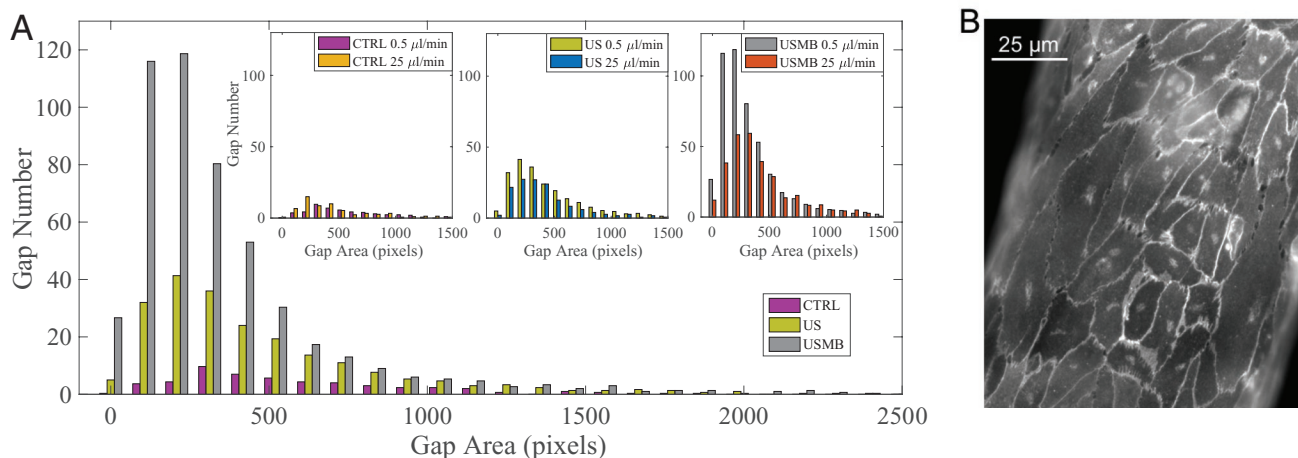 A
Gap Number
120
100
80
60
40
20
0
0 500 1000 1500 2000 2500
Gap Area (pixels)
CTRL
US
USMB
CTRL 0.5 μl/min
CTRL 25 μl/min
Gap Number
100
50
0
0 500 1000 1500
Gap Area (pixels)
US 0.5 μl/min
US 25 μl/min
100
50
0
0 500 1000 1500
Gap Area (pixels)
USMB 0.5 μl/min
USMB 25 μl/min
100
50
0
0 500 1000 1500
Gap Area (pixels)
B
25 μm